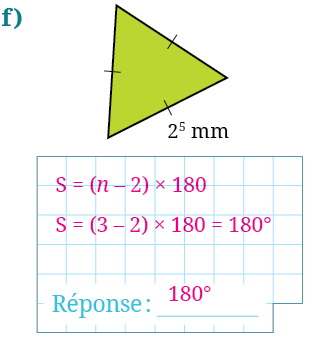 f)
2⁵ mm
S = (n – 2) × 180
S = (3 – 2) × 180 = 180°
Réponse : 180°